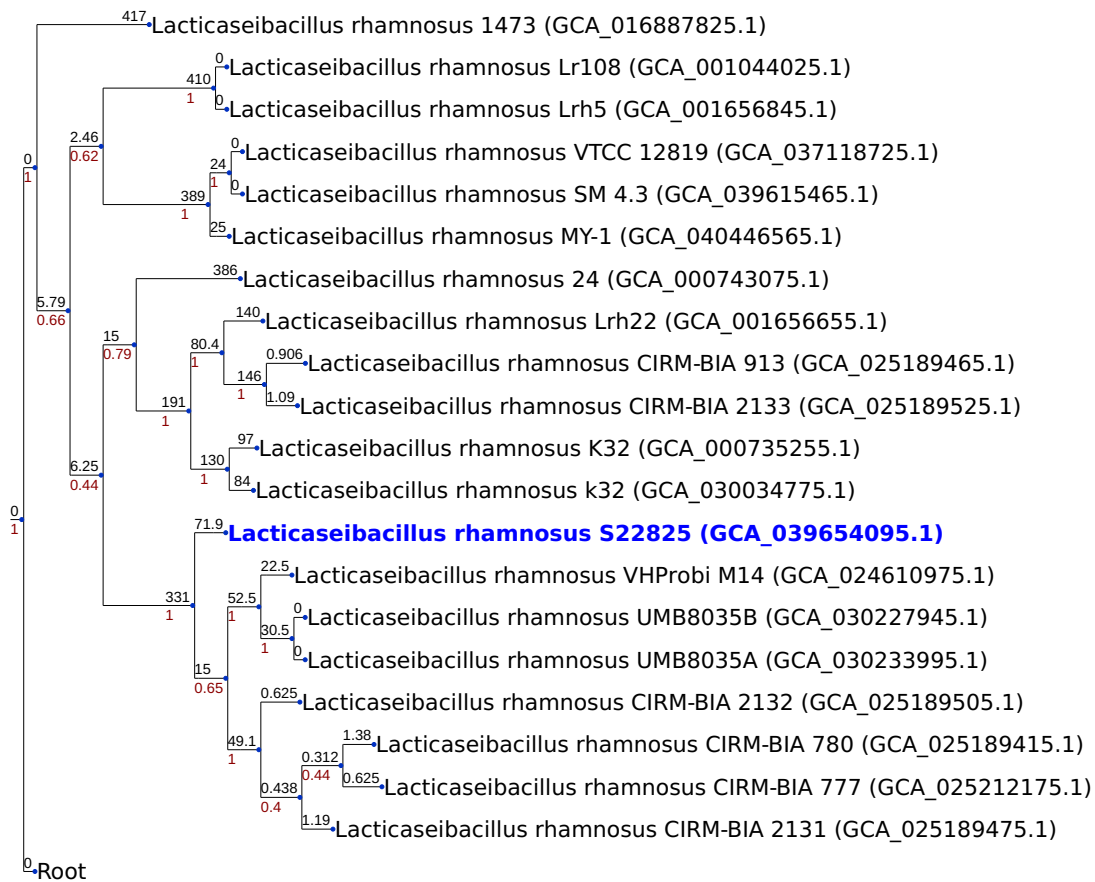 417 Lacticaseibacillus rhamnosus 1473 (GCA_016887825.1)
0 Lacticaseibacillus rhamnosus Lr108 (GCA_001044025.1)
410
1
0 Lacticaseibacillus rhamnosus Lrh5 (GCA_001656845.1)
2.46
0.62
0 Lacticaseibacillus rhamnosus VTCC 12819 (GCA_037118725.1)
0
1
24
1
0 Lacticaseibacillus rhamnosus SM 4.3 (GCA_039615465.1)
389
1
25 Lacticaseibacillus rhamnosus MY-1 (GCA_040446565.1)
386 Lacticaseibacillus rhamnosus 24 (GCA_000743075.1)
5.79
0.66
140 Lacticaseibacillus rhamnosus Lrh22 (GCA_001656655.1)
15
0.79
80.4
1
0.906 Lacticaseibacillus rhamnosus CIRM-BIA 913 (GCA_025189465.1)
146
1
1.09 Lacticaseibacillus rhamnosus CIRM-BIA 2133 (GCA_025189525.1)
191
1
97 Lacticaseibacillus rhamnosus K32 (GCA_000735255.1)
130
1
6.25
0.44
84 Lacticaseibacillus rhamnosus k32 (GCA_030034775.1)
0
1
71.9 Lacticaseibacillus rhamnosus S22825 (GCA_039654095.1)
22.5 Lacticaseibacillus rhamnosus VHProbi M14 (GCA_024610975.1)
331
1
52.5
1
0 Lacticaseibacillus rhamnosus UMB8035B (GCA_030227945.1)
30.5
1
0 Lacticaseibacillus rhamnosus UMB8035A (GCA_030233995.1)
15
0.65
0.625 Lacticaseibacillus rhamnosus CIRM-BIA 2132 (GCA_025189505.1)
49.1
1
1.38 Lacticaseibacillus rhamnosus CIRM-BIA 780 (GCA_025189415.1)
0.312
0.44
0.625 Lacticaseibacillus rhamnosus CIRM-BIA 777 (GCA_025212175.1)
0.438
0.4
1.19 Lacticaseibacillus rhamnosus CIRM-BIA 2131 (GCA_025189475.1)
0 Root